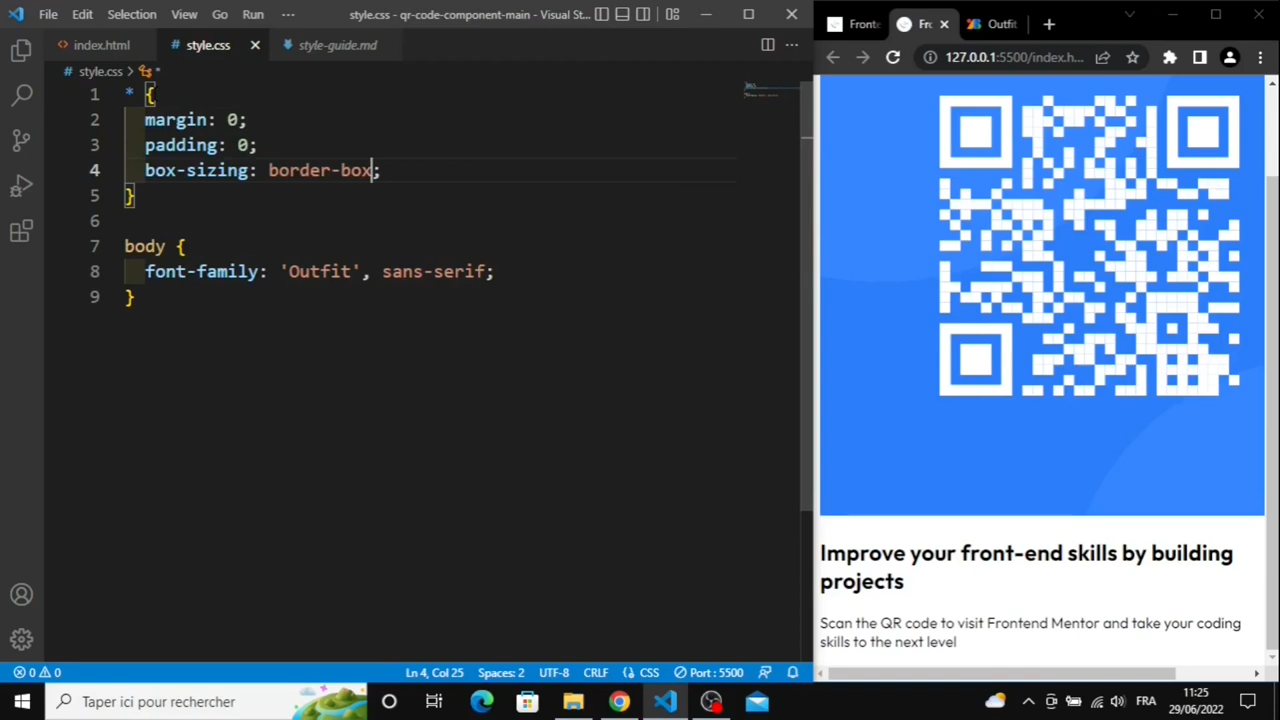 File Edit Selection View Go Run ··· style.css - qr-code-component-main - Visual St...
index.html # style.css style-guide.md
# style.css > *
1 * {
2 margin: 0;
3 padding: 0;
4 box-sizing: border-box;
5 }
6
7 body {
8 font-family: 'Outfit', sans-serif;
9 }
Fronte Fro Outfit
127.0.0.1:5500/index.h...
Improve your front-end skills by building
projects
Scan the QR code to visit Frontend Mentor and take your coding
skills to the next level
0 0 Ln 4, Col 25 Spaces: 2 UTF-8 CRLF CSS Port : 5500
Taper ici pour rechercher
FRA
11:25
29/06/2022